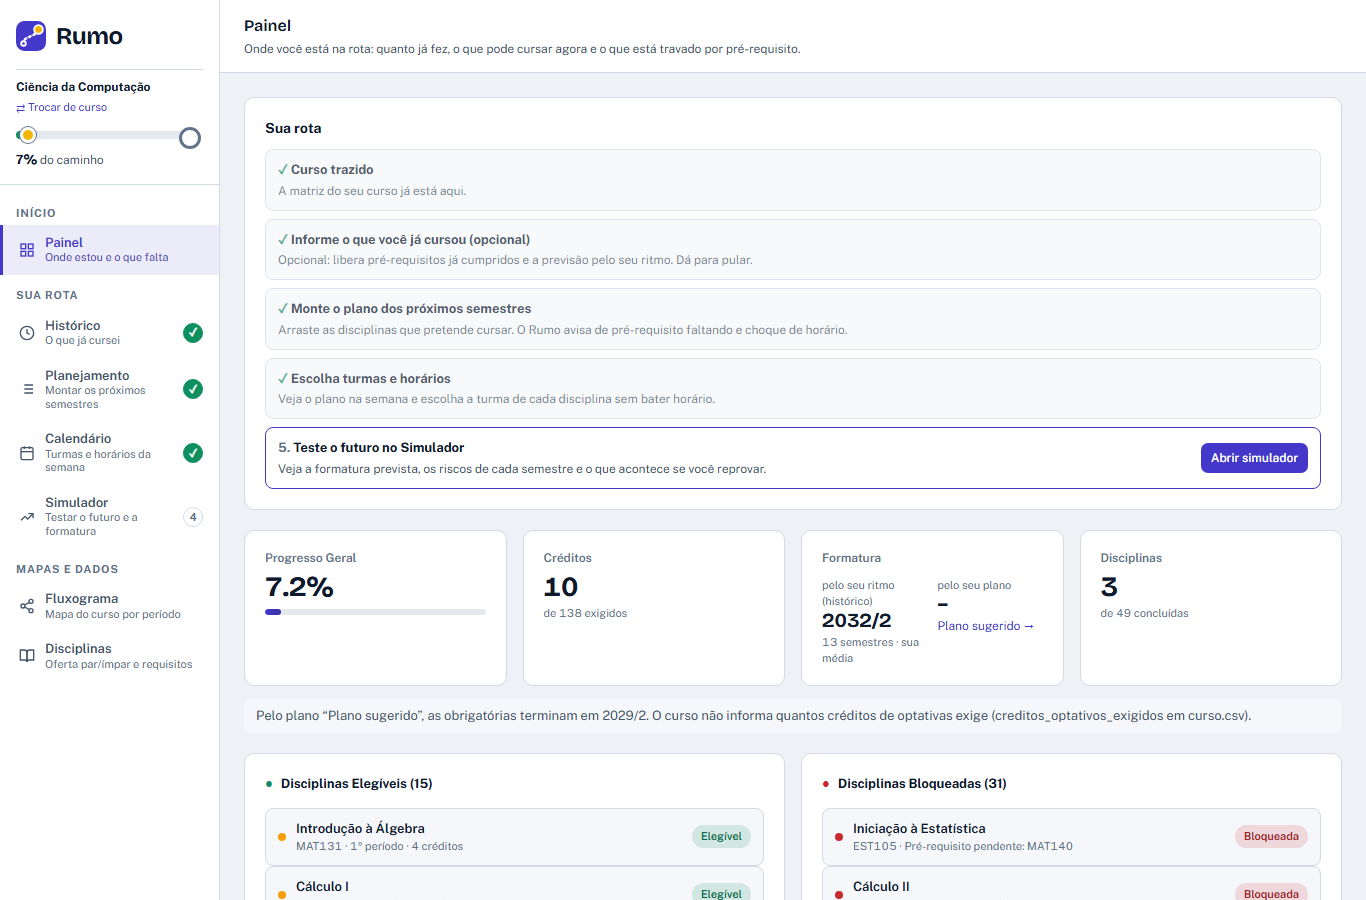 Rumo
Ciência da Computação
⇄ Trocar de curso
7% do caminho
INÍCIO
Painel
Onde estou e o que falta
SUA ROTA
Histórico
O que já cursei
Planejamento
Montar os próximos
semestres
Calendário
Turmas e horários da
semana
Simulador
Testar o futuro e a
formatura
4
MAPAS E DADOS
Fluxograma
Mapa do curso por período
Disciplinas
Oferta par/ímpar e requisitos
Painel
Onde você está na rota: quanto já fez, o que pode cursar agora e o que está travado por pré-requisito.
Sua rota
✓ Curso trazido
A matriz do seu curso já está aqui.
✓ Informe o que você já cursou (opcional)
Opcional: libera pré-requisitos já cumpridos e a previsão pelo seu ritmo. Dá para pular.
✓ Monte o plano dos próximos semestres
Arraste as disciplinas que pretende cursar. O Rumo avisa de pré-requisito faltando e choque de horário.
✓ Escolha turmas e horários
Veja o plano na semana e escolha a turma de cada disciplina sem bater horário.
5. Teste o futuro no Simulador
Veja a formatura prevista, os riscos de cada semestre e o que acontece se você reprovar.
Abrir simulador
Progresso Geral
7.2%
Créditos
10
de 138 exigidos
Formatura
pelo seu ritmo
(histórico)
2032/2
13 semestres · sua
média
pelo seu plano
–
Plano sugerido →
Disciplinas
3
de 49 concluídas
Pelo plano “Plano sugerido”, as obrigatórias terminam em 2029/2. O curso não informa quantos créditos de optativas exige (creditos_optativos_exigidos em curso.csv).
Disciplinas Elegíveis (15)
Introdução à Álgebra
MAT131 · 1º período · 4 créditos
Elegível
Cálculo I
Elegível
Disciplinas Bloqueadas (31)
Iniciação à Estatística
EST105 · Pré-requisito pendente: MAT140
Bloqueada
Cálculo II
Bloqueada